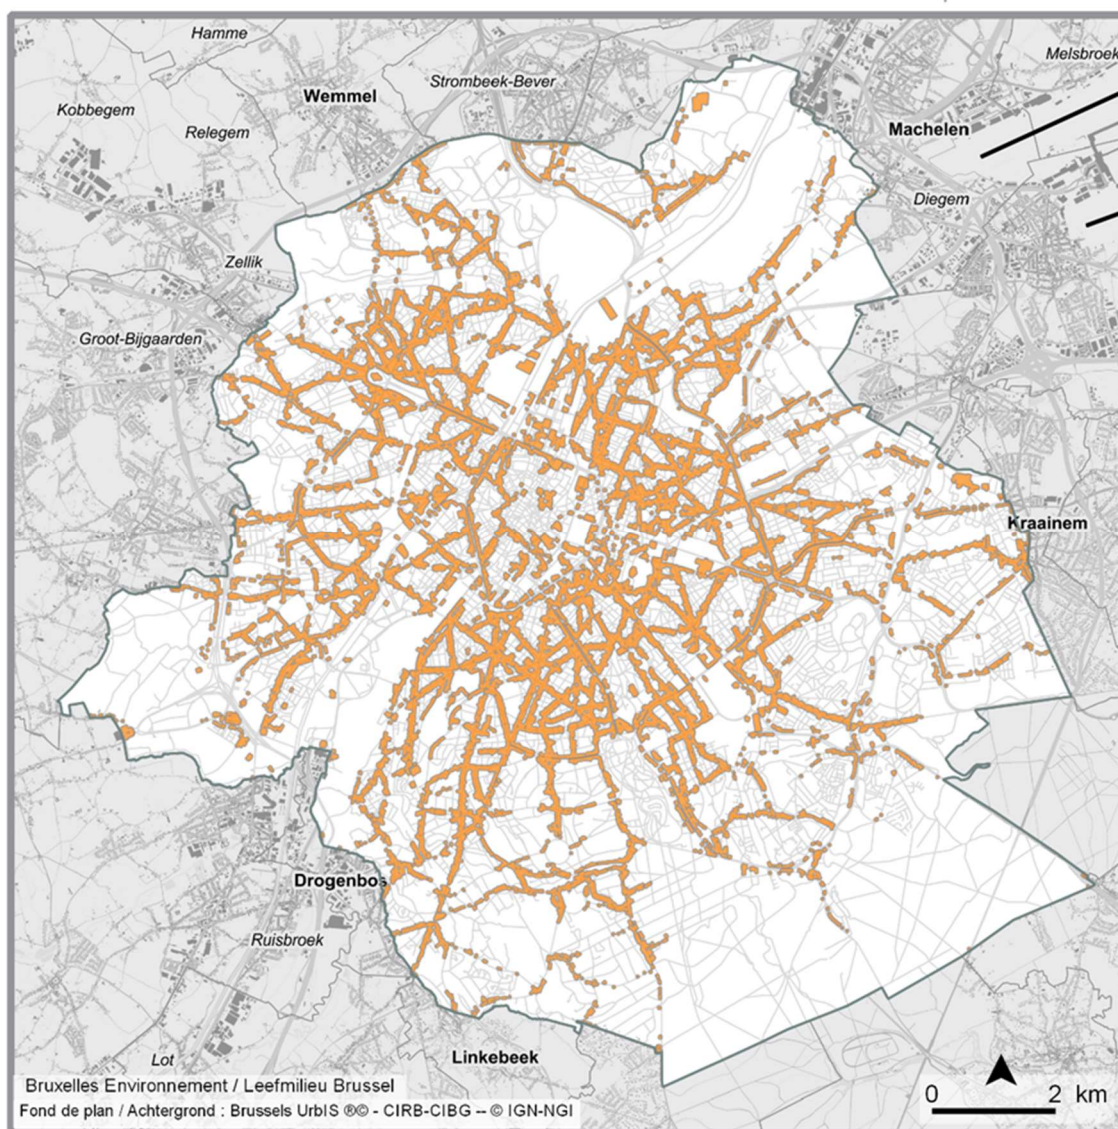 Hamme
Melsbroek
Strombeek-Bever
Wemmel
Kobbegem
Relegem
Machelen
Diegem
Zellik
Groot-Bijgaarden
Kraainem
Drogenbos
Ruisbroek
Lot
Linkebeek
Bruxelles Environnement / Leefmilieu Brussel
Fond de plan / Achtergrond : Brussels UrbIS ®© - CIRB-CIBG -- © IGN-NGI
0 2 km